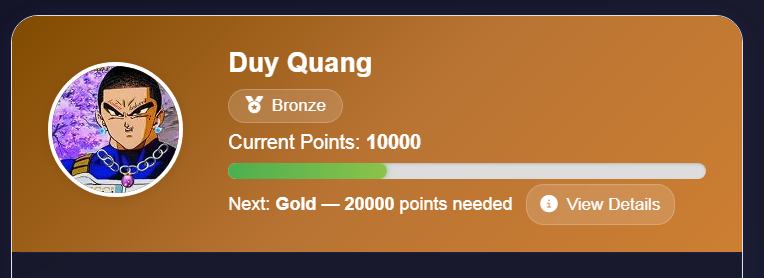 Duy Quang
Bronze
Current Points: 10000
Next: Gold — 20000 points needed
View Details